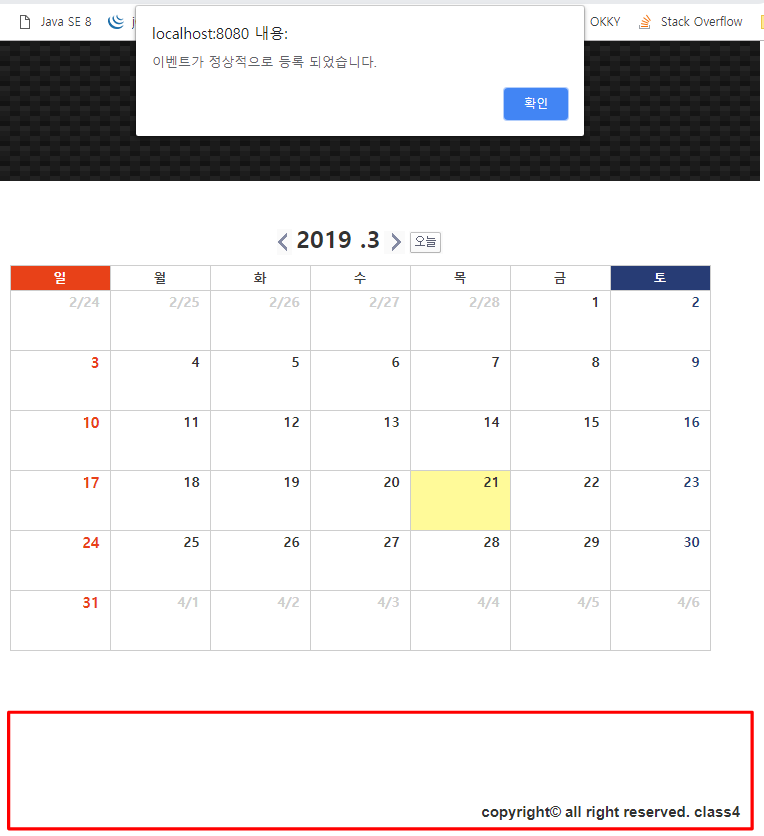 localhost:8080 내용:
Java SE 8 OKKY Stack Overflow
이벤트가 정상적으로 등록 되었습니다.
확인
2019 .3 오늘
일 월 화 수 목 금 토
2/24 2/25 2/26 2/27 2/28 1 2
3 4 5 6 7 8 9
10 11 12 13 14 15 16
17 18 19 20 21 22 23
24 25 26 27 28 29 30
31 4/1 4/2 4/3 4/4 4/5 4/6
copyright© all right reserved. class4